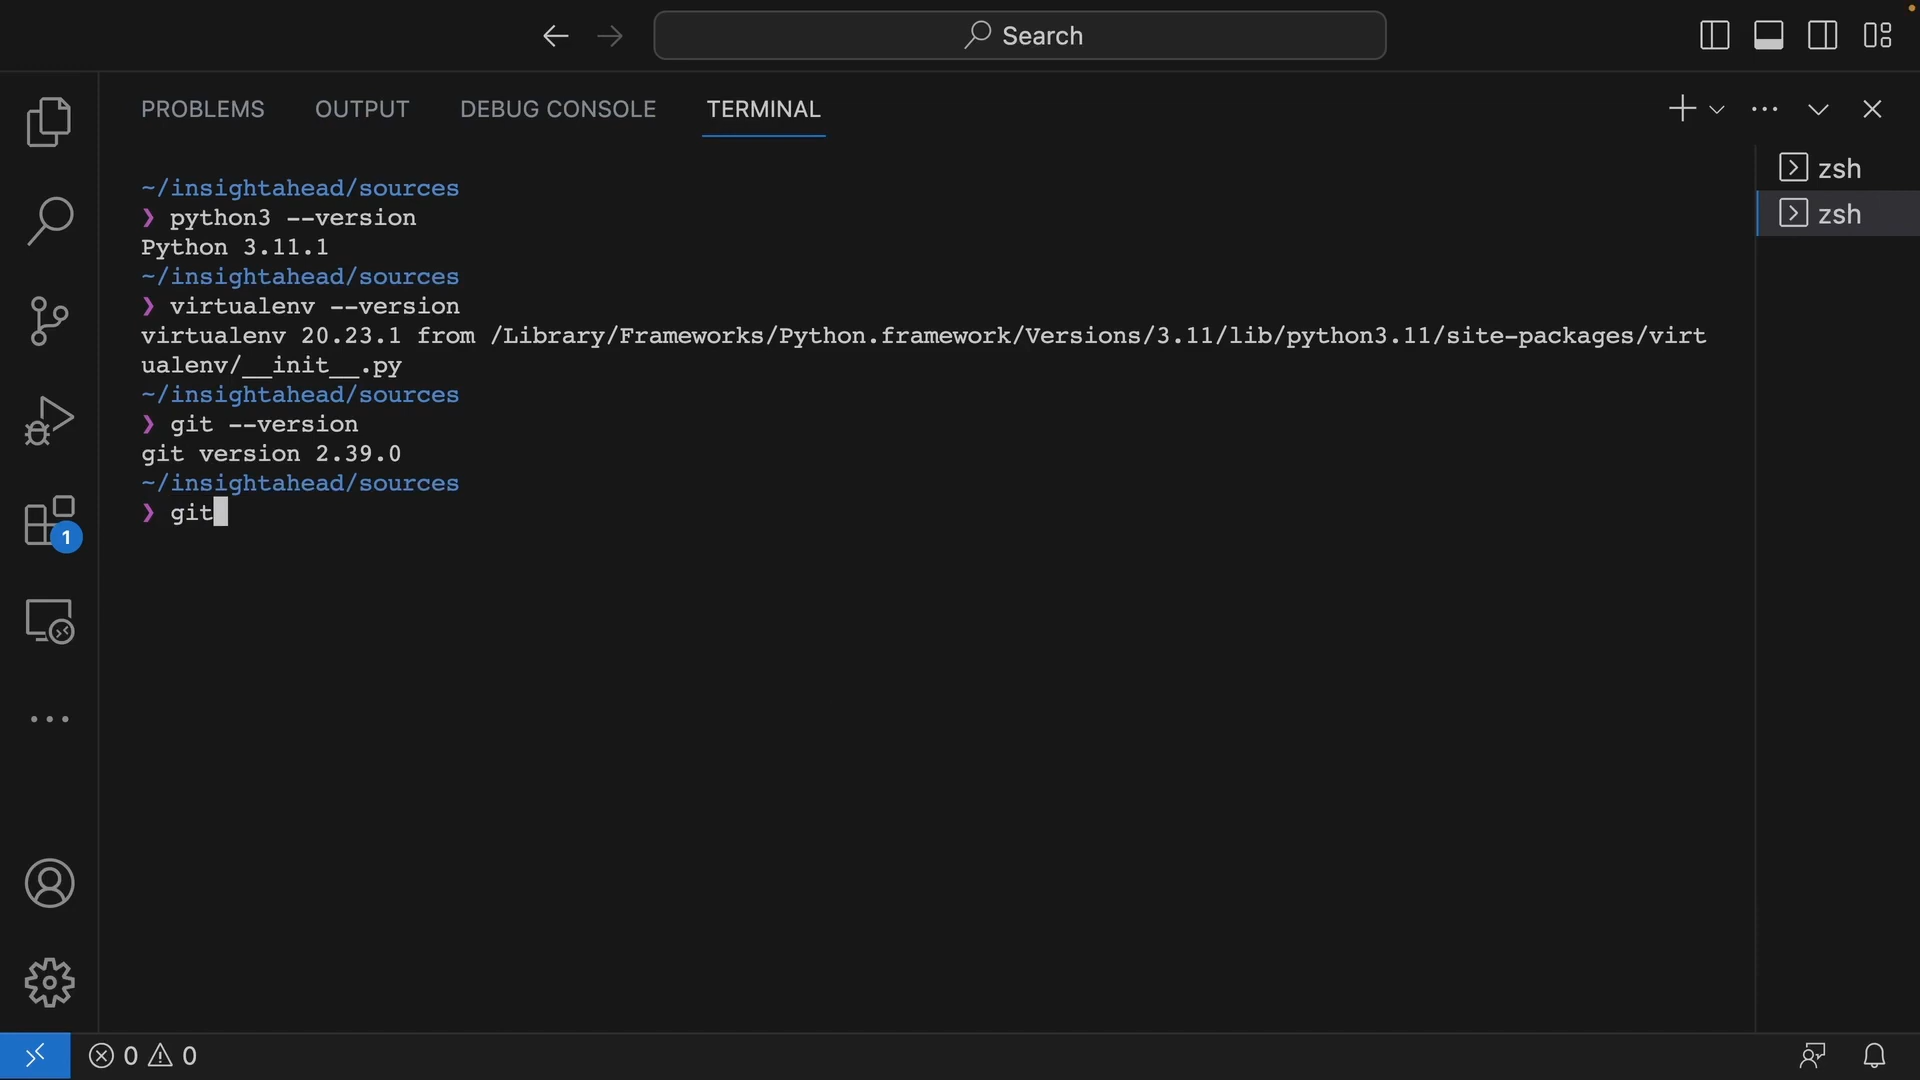 Search
PROBLEMS OUTPUT DEBUG CONSOLE TERMINAL
zsh
zsh
~/insightahead/sources
❯ python3 --version
Python 3.11.1
~/insightahead/sources
❯ virtualenv --version
virtualenv 20.23.1 from /Library/Frameworks/Python.framework/Versions/3.11/lib/python3.11/site-packages/virt
ualenv/__init__.py
~/insightahead/sources
❯ git --version
git version 2.39.0
~/insightahead/sources
❯ git
1
0 0